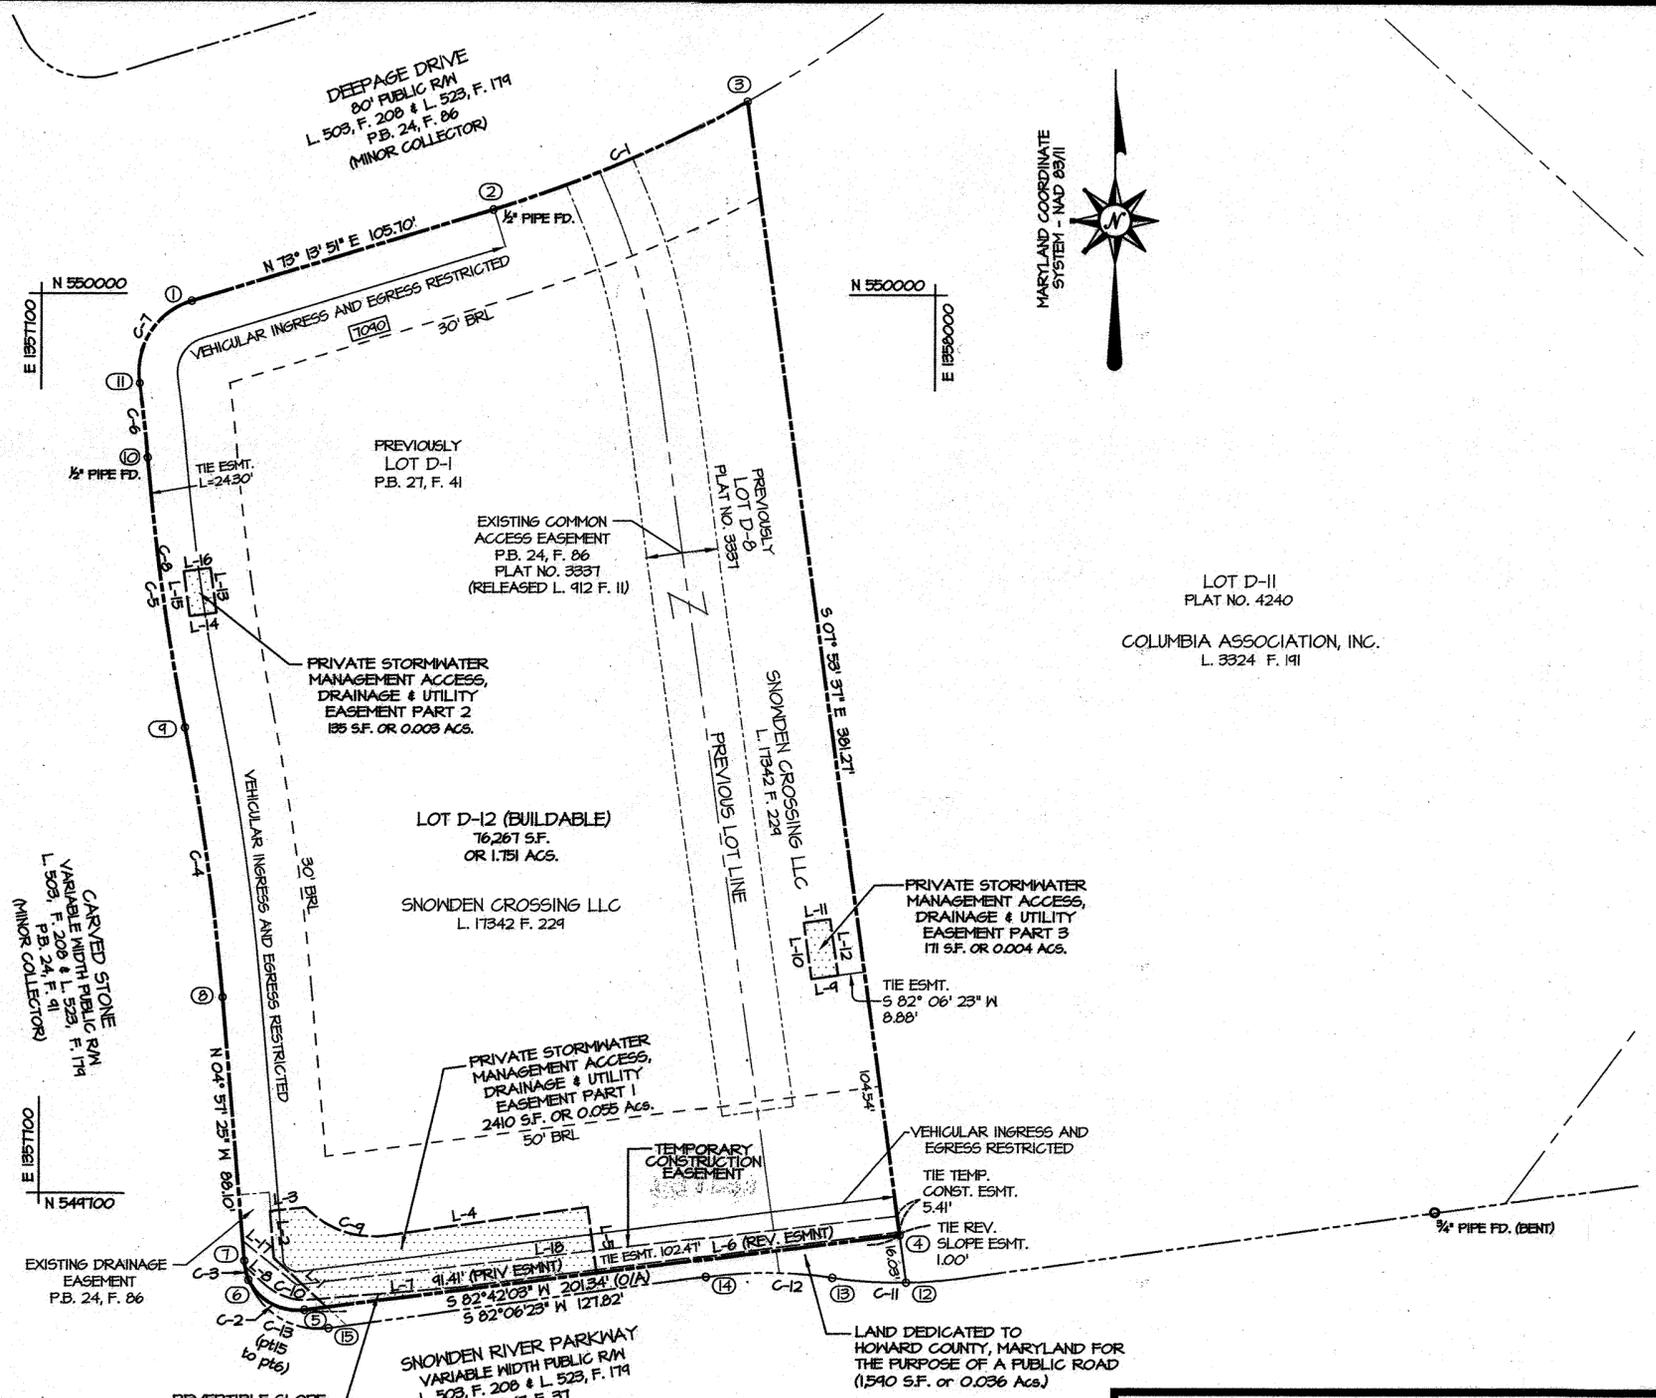 DEEPAGE DRIVE
80' PUBLIC R/W
L. 503, F. 208 & L. 523, F. 179
P.B. 24, F. 86
(MINOR COLLECTOR)
3
C-1
2
1/2" PIPE FD.
N 73° 13' 51" E 105.70'
1
N 550000
E 1357700
VEHICULAR INGRESS AND EGRESS RESTRICTED
7090
30' BRL
11
C-6
10
1/2" PIPE FD.
TIE ESMT.
L=24.30'
PREVIOUSLY
LOT D-1
P.B. 27, F. 41
N 550000
E 1358000
MARYLAND COORDINATE
SYSTEM - NAD 83/11
N
EXISTING COMMON
ACCESS EASEMENT
P.B. 24, F. 86
PLAT NO. 3337
(RELEASED L. 912 F. 11)
PREVIOUSLY
LOT D-8
PLAT NO. 3337
LOT D-11
PLAT NO. 4240
COLUMBIA ASSOCIATION, INC.
L. 3324 F. 191
C-8
C-5
L-16
L-15
L-13
L-14
PRIVATE STORMWATER
MANAGEMENT ACCESS,
DRAINAGE & UTILITY
EASEMENT PART 2
135 S.F. OR 0.003 ACS.
S 07° 53' 37" E 381.27'
SNOWDEN CROSSING LLC
L. 17342 F. 229
PREVIOUS LOT LINE
9
C-4
VEHICULAR INGRESS AND EGRESS RESTRICTED
30' BRL
LOT D-12 (BUILDABLE)
76,267 S.F.
OR 1.751 ACS.
SNOWDEN CROSSING LLC
L. 17342 F. 229
CARVED STONE
VARIABLE WIDTH PUBLIC R/W
L. 503, F. 208 & L. 523, F. 179
P.B. 24, F. 91
(MINOR COLLECTOR)
L-11
L-10
L-12
L-9
PRIVATE STORMWATER
MANAGEMENT ACCESS,
DRAINAGE & UTILITY
EASEMENT PART 3
171 S.F. OR 0.004 ACS.
TIE ESMT.
S 82° 06' 23" W
8.88'
8
N 04° 57' 25" W 88.10'
PRIVATE STORMWATER
MANAGEMENT ACCESS,
DRAINAGE & UTILITY
EASEMENT PART 1
2410 S.F. OR 0.055 Acs.
50' BRL
104.54'
E 1357700
N 549700
TEMPORARY
CONSTRUCTION
EASEMENT
VEHICULAR INGRESS AND
EGRESS RESTRICTED
TIE TEMP.
CONST. ESMT.
5.41'
TIE REV.
SLOPE ESMT.
1.00'
3/4" PIPE FD. (BENT)
L-3
L-2
C-9
L-4
L-5
L-17
L-18
L-8
L-1
C-10
L-7
91.41' (PRIV ESMNT)
TIE ESMT. 102.47'
L-6 (REV. ESMNT)
S 82°42'03" W 201.34' (O/A)
S 82°06'23" W 127.82'
16.03'
4
14
C-12
13
C-11
12
EXISTING DRAINAGE
EASEMENT
P.B. 24, F. 86
7
C-3
6
C-2
C-13
(pt15
to pt6)
5
15
SNOWDEN RIVER PARKWAY
VARIABLE WIDTH PUBLIC R/W
L. 503, F. 208 & L. 523, F. 179
LAND DEDICATED TO
HOWARD COUNTY, MARYLAND FOR
THE PURPOSE OF A PUBLIC ROAD
(1,590 S.F. or 0.036 Acs.)
REVERTIBLE SLOPE